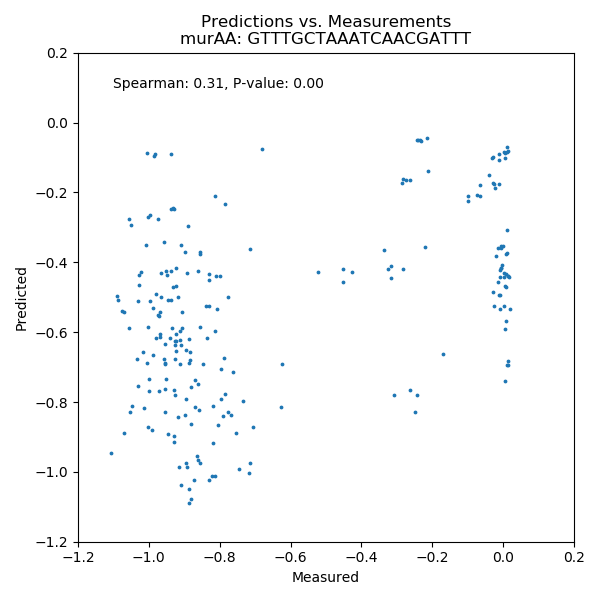 Predictions vs. Measurements
murAA: GTTTGCTAAATCAACGATTT
Spearman: 0.31, P-value: 0.00
0.2
0.0
−0.2
−0.4
−0.6
−0.8
−1.0
−1.2
Predicted
−1.2 −1.0 −0.8 −0.6 −0.4 −0.2 0.0 0.2
Measured